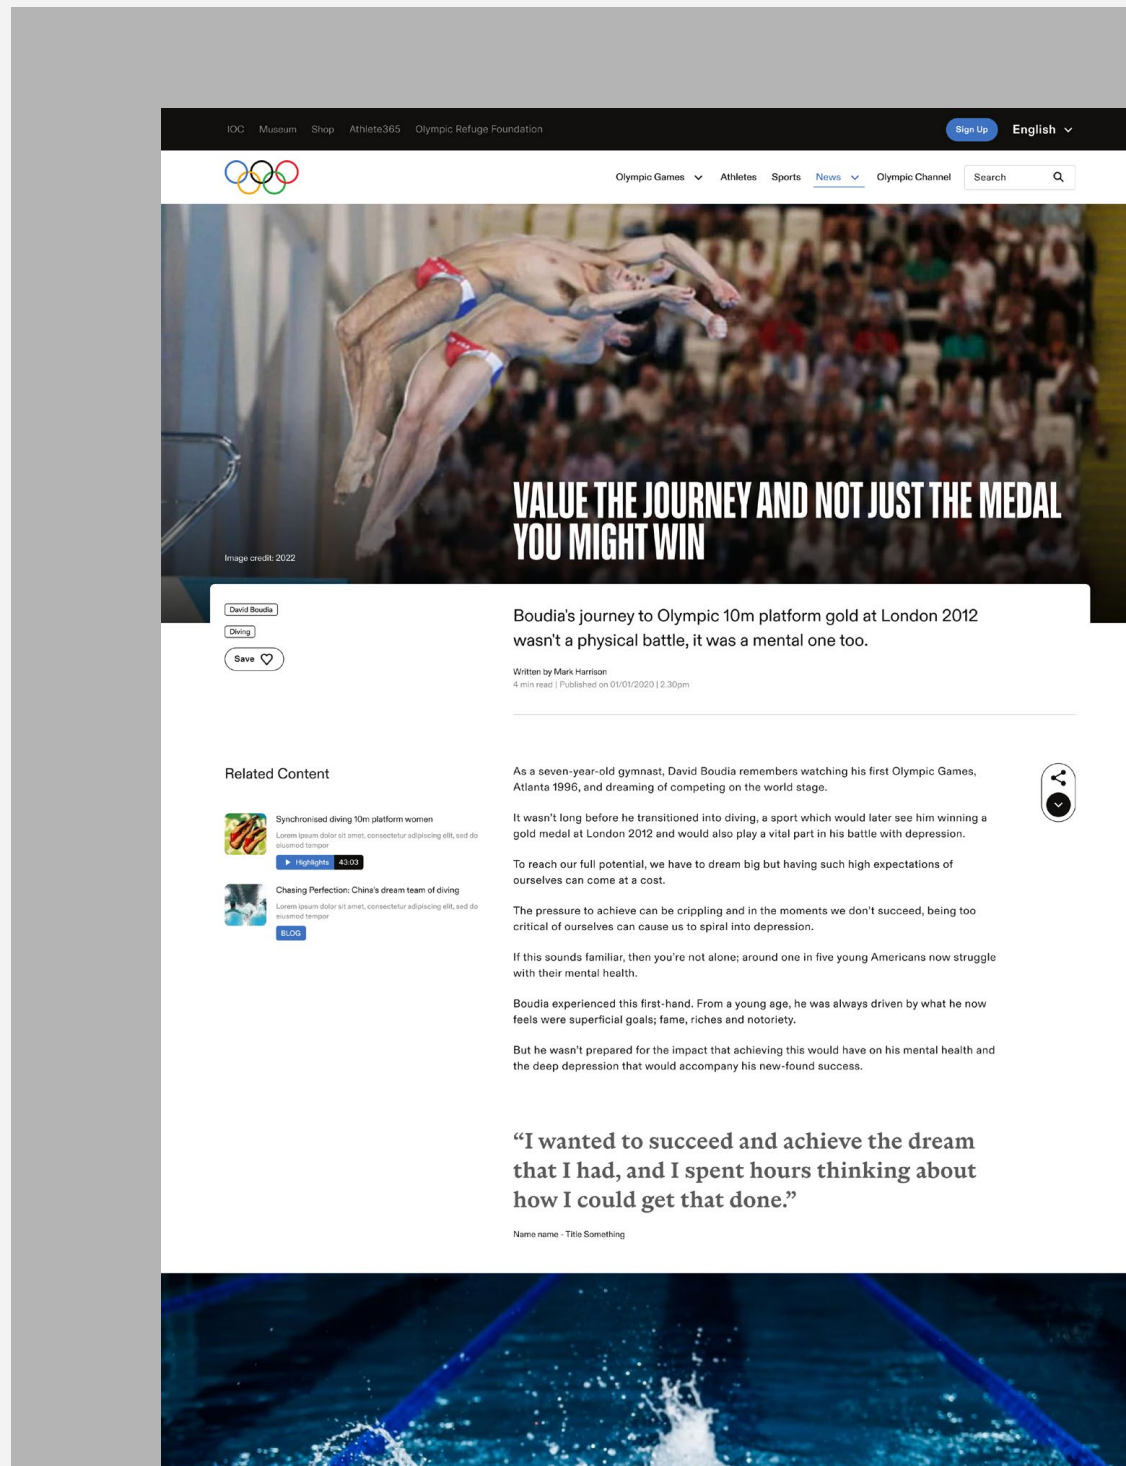 IOC Museum Shop Athlete365 Olympic Refuge Foundation
Sign Up English
Olympic Games Athletes Sports News Olympic Channel Search
VALUE THE JOURNEY AND NOT JUST THE MEDAL
YOU MIGHT WIN
Image credit: 2022
David Boudia
Diving
Save
Boudia's journey to Olympic 10m platform gold at London 2012
wasn't a physical battle, it was a mental one too.
Written by Mark Harrison
4 min read | Published on 01/01/2020 | 2.30pm
Related Content
Synchronised diving 10m platform women
Lorem ipsum dolor sit amet, consectetur adipiscing elit, sed do
eiusmod tempor
Highlights 43:03
Chasing Perfection: China's dream team of diving
Lorem ipsum dolor sit amet, consectetur adipiscing elit, sed do
eiusmod tempor
BLOG
As a seven-year-old gymnast, David Boudia remembers watching his first Olympic Games,
Atlanta 1996, and dreaming of competing on the world stage.
It wasn't long before he transitioned into diving, a sport which would later see him winning a
gold medal at London 2012 and would also play a vital part in his battle with depression.
To reach our full potential, we have to dream big but having such high expectations of
ourselves can come at a cost.
The pressure to achieve can be crippling and in the moments we don't succeed, being too
critical of ourselves can cause us to spiral into depression.
If this sounds familiar, then you're not alone; around one in five young Americans now struggle
with their mental health.
Boudia experienced this first-hand. From a young age, he was always driven by what he now
feels were superficial goals; fame, riches and notoriety.
But he wasn't prepared for the impact that achieving this would have on his mental health and
the deep depression that would accompany his new-found success.
“I wanted to succeed and achieve the dream
that I had, and I spent hours thinking about
how I could get that done.”
Name name - Title Something